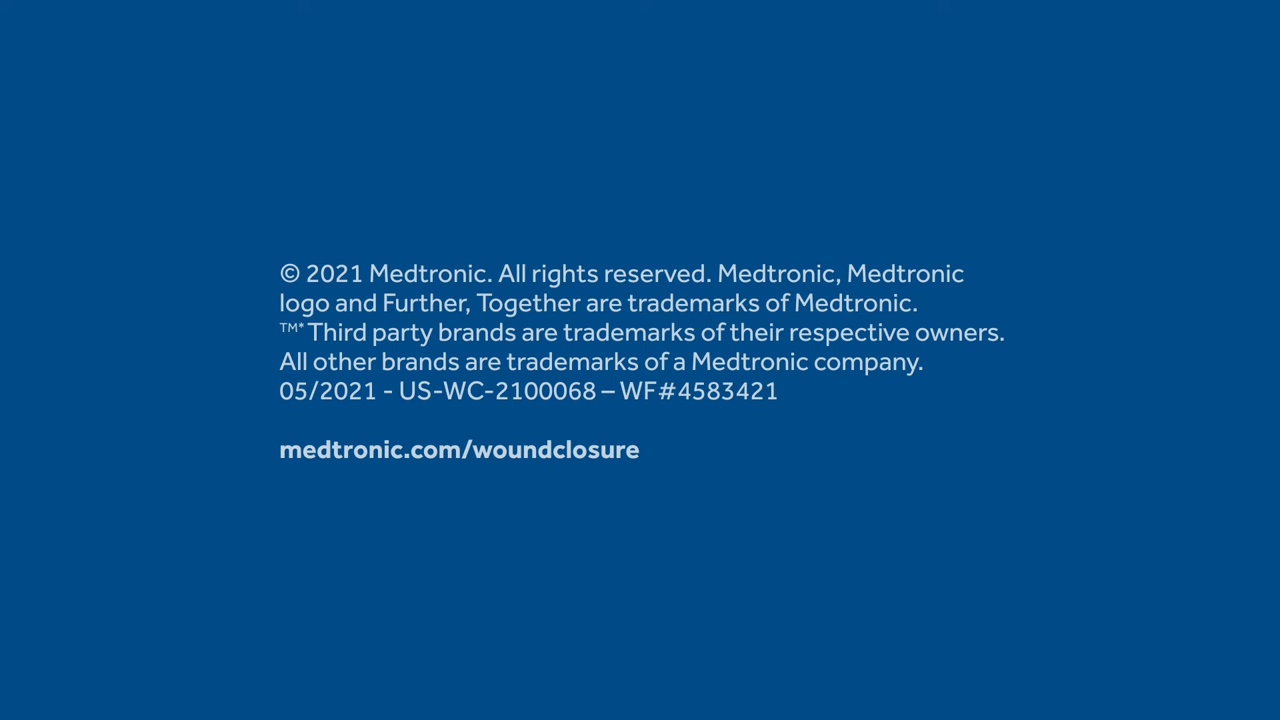 © 2021 Medtronic. All rights reserved. Medtronic, Medtronic
logo and Further, Together are trademarks of Medtronic.
™* Third party brands are trademarks of their respective owners.
All other brands are trademarks of a Medtronic company.
05/2021 - US-WC-2100068 – WF#4583421
medtronic.com/woundclosure